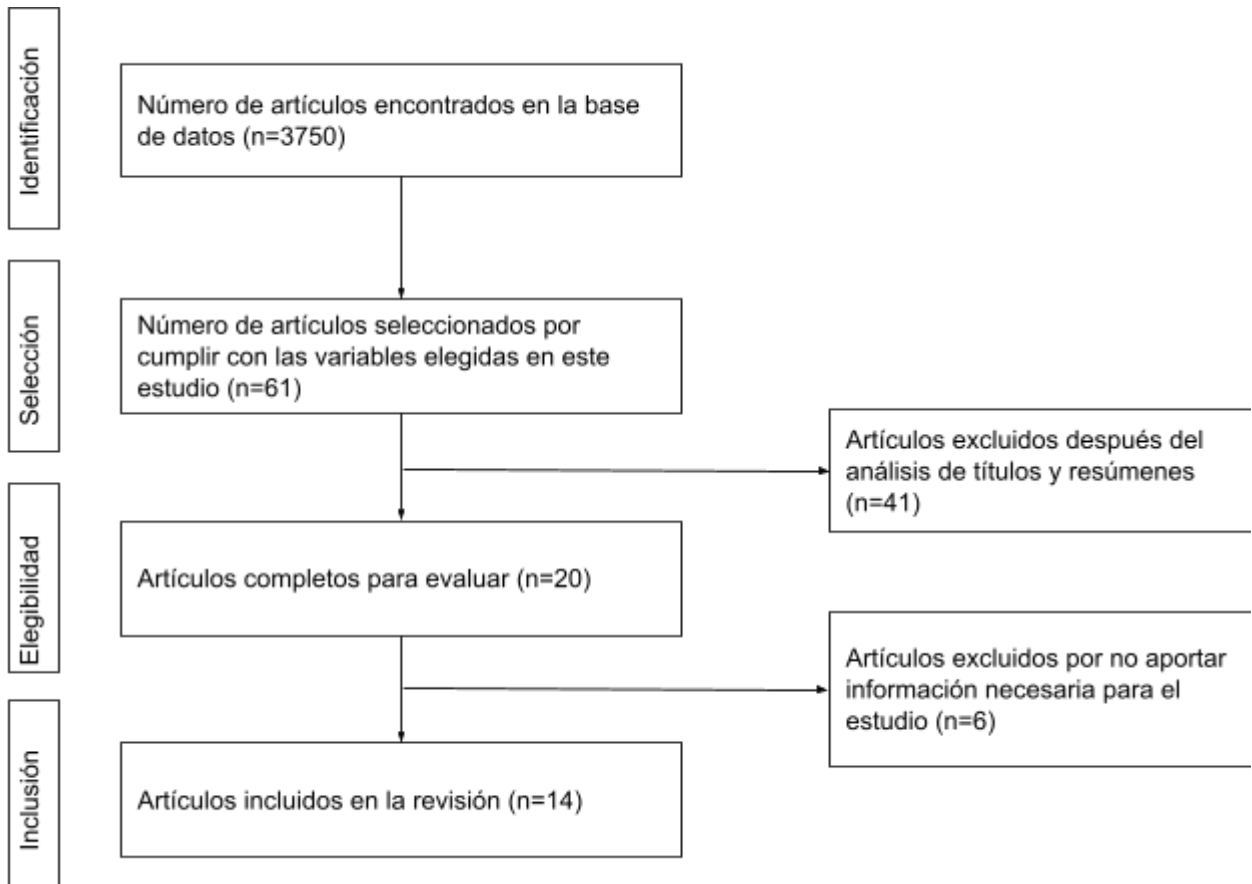 Identificación
Número de artículos encontrados en la base
de datos (n=3750)
Selección
Número de artículos seleccionados por
cumplir con las variables elegidas en este
estudio (n=61)
Artículos excluidos después del
análisis de títulos y resúmenes
(n=41)
Elegibilidad
Artículos completos para evaluar (n=20)
Artículos excluidos por no aportar
información necesaria para el
estudio (n=6)
Inclusión
Artículos incluidos en la revisión (n=14)